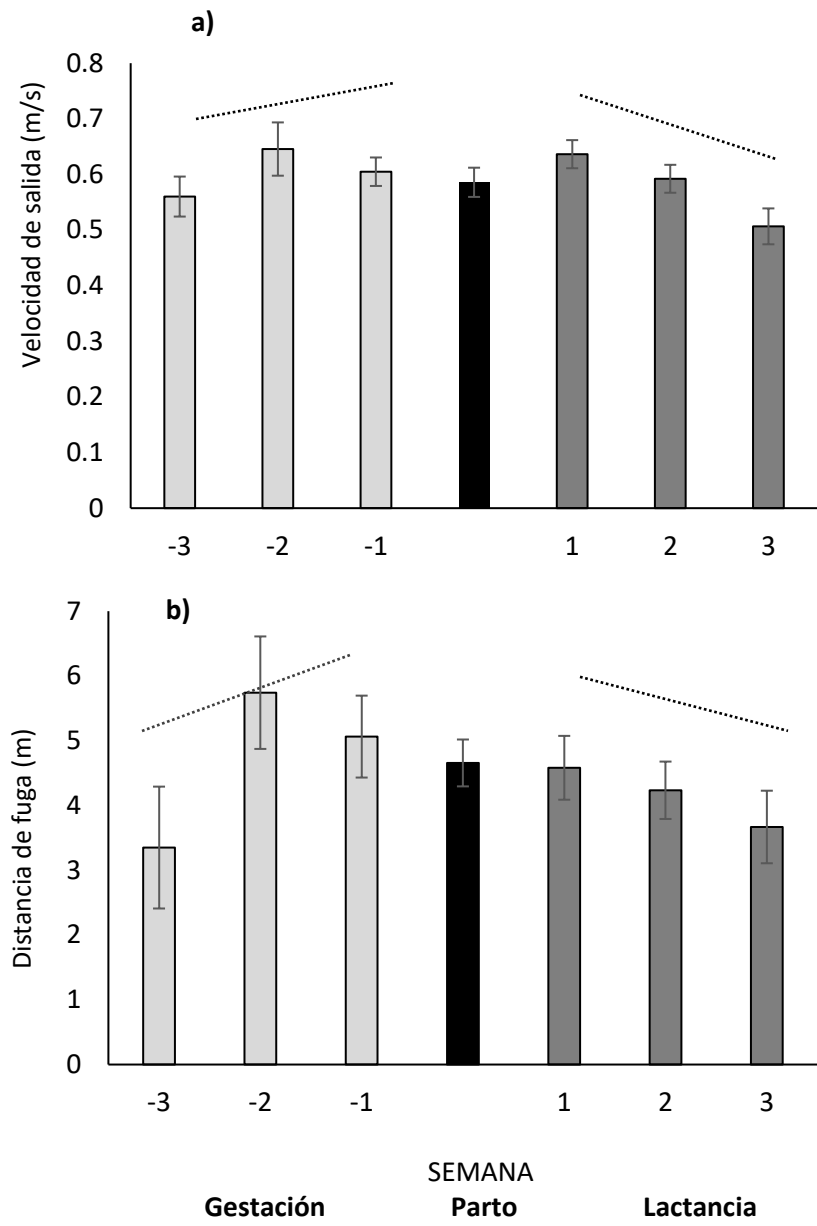 a)
Velocidad de salida (m/s)
0.8
0.7
0.6
0.5
0.4
0.3
0.2
0.1
0
-3 -2 -1 1 2 3
b)
Distancia de fuga (m)
7
6
5
4
3
2
1
0
-3 -2 -1 1 2 3
SEMANA
Gestación Parto Lactancia